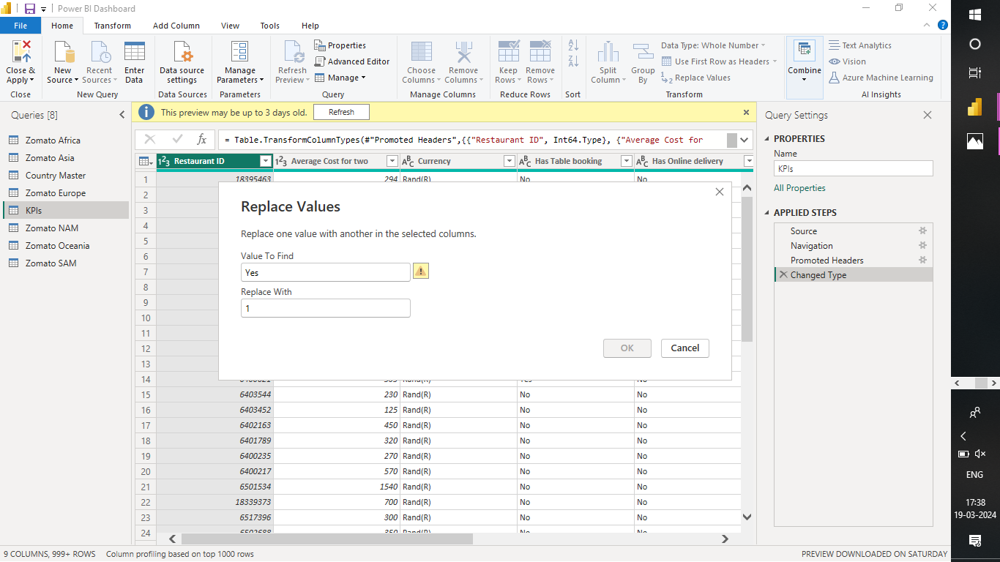 Power BI Dashboard
File Home Transform Add Column View Tools Help
Close & Apply
New Source
Recent Sources
Enter Data
Data source settings
Manage Parameters
Refresh Preview
Properties
Advanced Editor
Manage
Choose Columns
Remove Columns
Keep Rows
Remove Rows
A Z
Z A
Split Column
Group By
Data Type: Whole Number
Use First Row as Headers
Replace Values
Combine
Text Analytics
Vision
Azure Machine Learning
Close New Query Data Sources Parameters Query Manage Columns Reduce Rows Sort Transform AI Insights
Queries [8]
Zomato Africa
Zomato Asia
Country Master
Zomato Europe
KPIs
Zomato NAM
Zomato Oceania
Zomato SAM
This preview may be up to 3 days old. Refresh
fx = Table.TransformColumnTypes(#"Promoted Headers",{{"Restaurant ID", Int64.Type}, {"Average Cost for
123 Restaurant ID 123 Average Cost for two ABC Currency ABC Has Table booking ABC Has Online delivery
1 18395463 294 Rand(R) No No
2
3
4
5
6
7
8
9
10
11
12
13
14 Rand(R) Yes No
15 6403544 230 Rand(R) No No
16 6403452 125 Rand(R) No No
17 6402163 450 Rand(R) No No
18 6401789 320 Rand(R) No No
19 6400235 270 Rand(R) No No
20 6400217 570 Rand(R) No No
21 6501534 1540 Rand(R) No No
22 18339373 700 Rand(R) No No
23 6517396 300 Rand(R) No No
24 350 Rand(R) No No
Replace Values
Replace one value with another in the selected columns.
Value To Find
Yes
Replace With
1
OK Cancel
Query Settings
PROPERTIES
Name
KPIs
All Properties
APPLIED STEPS
Source
Navigation
Promoted Headers
Changed Type
9 COLUMNS, 999+ ROWS Column profiling based on top 1000 rows PREVIEW DOWNLOADED ON SATURDAY
ENG
17:38
19-03-2024